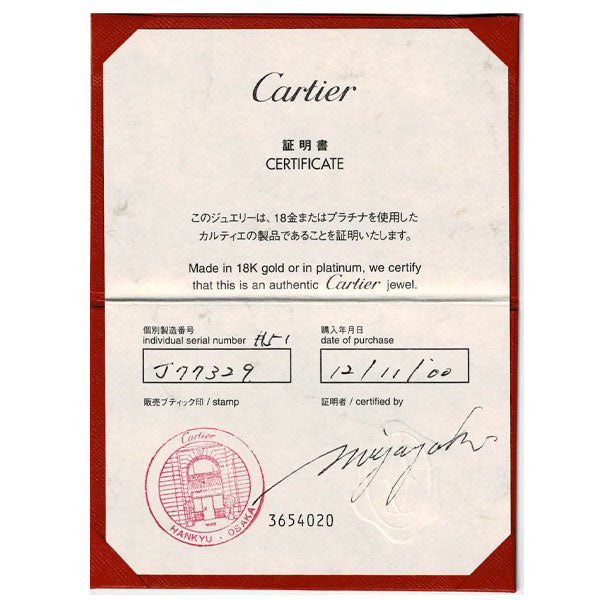 Cartier
証明書
CERTIFICATE
このジュエリーは、18金またはプラチナを使用した
カルティエの製品であることを証明いたします。
Made in 18K gold or in platinum, we certify
that this is an authentic Cartier jewel.
個別製造番号
individual serial number #51
J77329
購入年月日
date of purchase
12/11/'00
販売ブティック印 / stamp
証明者 / certified by
Cartier
HANKYU · OSAKA
3654020